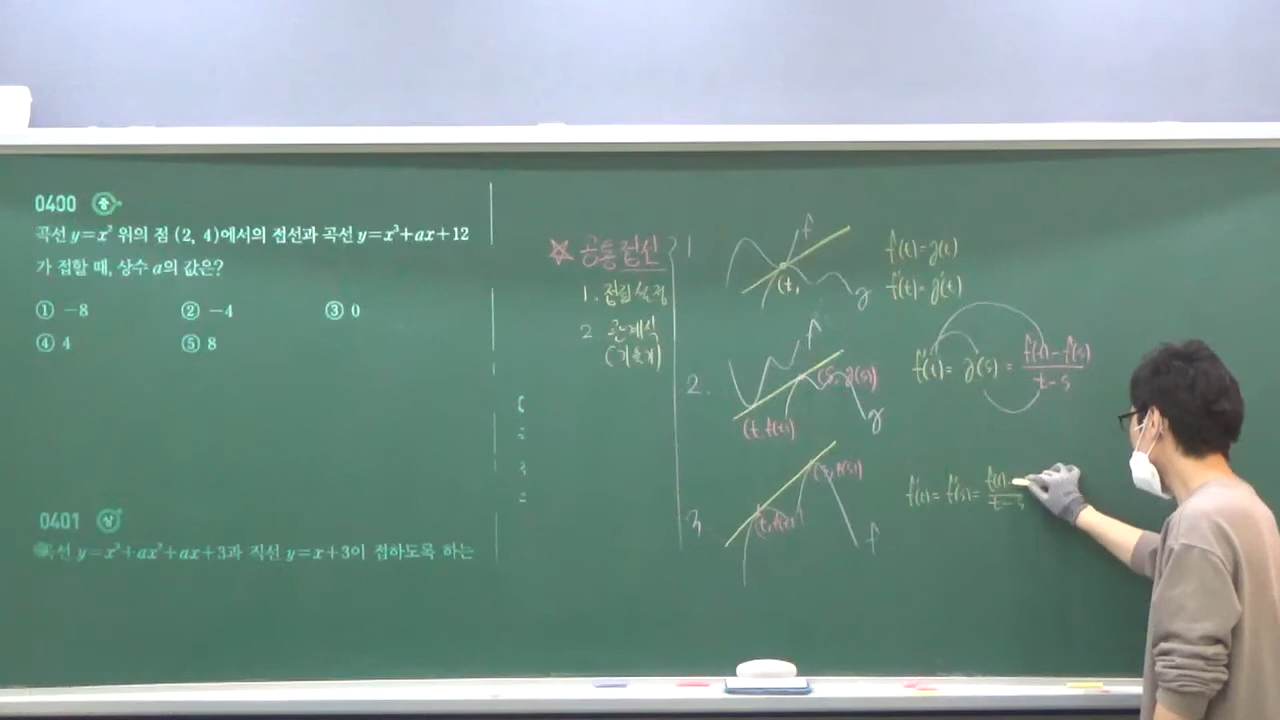 0400 중
곡선 y=x² 위의 점 (2, 4)에서의 접선과 곡선 y=x³+ax+12
가 접할 때, 상수 a의 값은?
① −8 ② −4 ③ 0
④ 4 ⑤ 8
0401 상
곡선 y=x³+ax²+ax+3과 직선 y=x+3이 접하도록 하는
☆ 공통접선
1. 접점설정
2 관계식
(기울기)
1
f
(t,
g
f(t)=g(t)
f'(t)=g'(t)
2.
f
(s, g(s))
(t, f(t))
g
f'(t)= g'(s) = f(t)−f(s) / t−s
3,
(s, f(s))
(t, f(t))
f
f'(t)= f'(s)= f(t)− / t−s